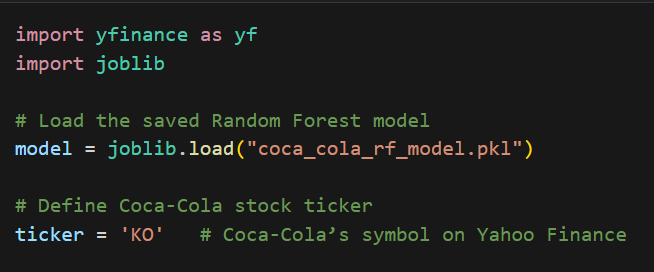 import yfinance as yf
import joblib
# Load the saved Random Forest model
model = joblib.load("coca_cola_rf_model.pkl")
# Define Coca-Cola stock ticker
ticker = 'KO'   # Coca-Cola’s symbol on Yahoo Finance